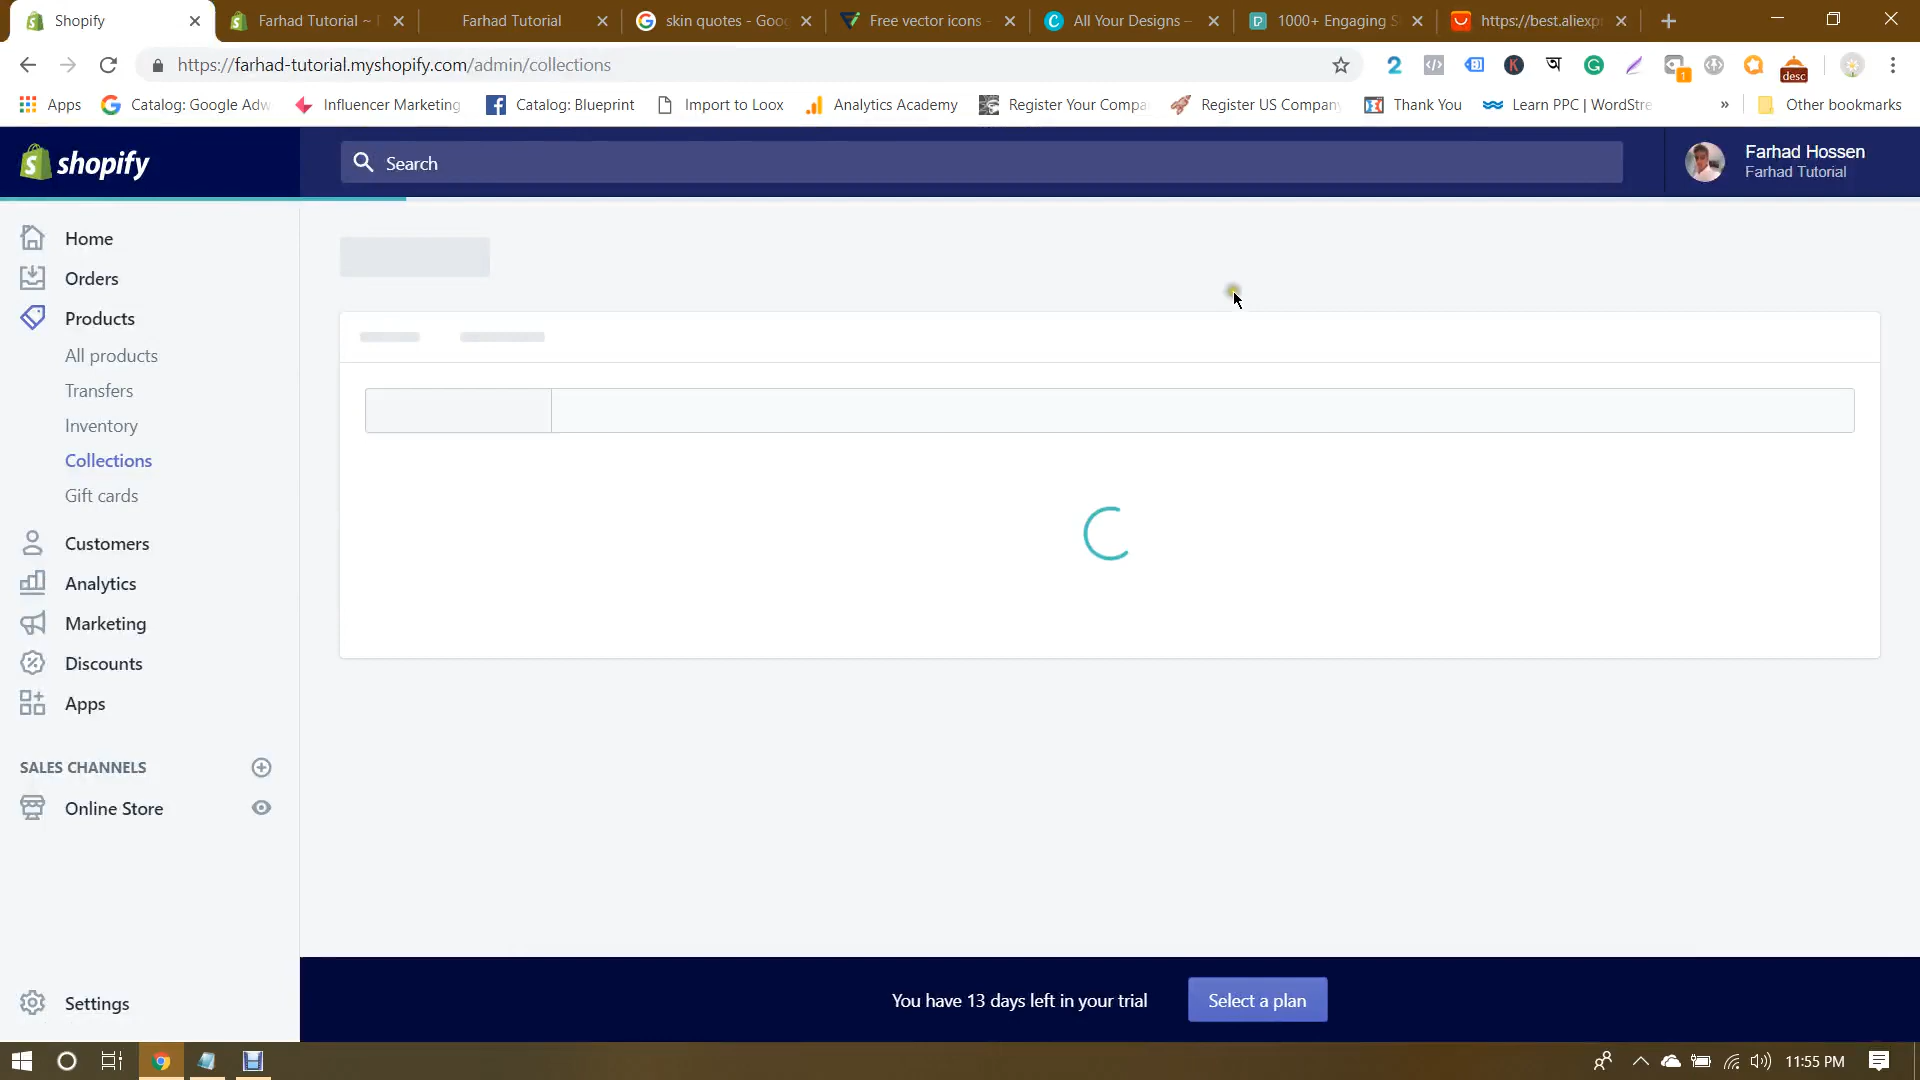 Shopify
Farhad Tutorial ~
Farhad Tutorial
skin quotes - Goo
Free vector icons -
All Your Designs –
1000+ Engaging S
https://best.aliexp
https://farhad-tutorial.myshopify.com/admin/collections
desc
Apps
Catalog: Google Adw
Influencer Marketing
Catalog: Blueprint
Import to Loox
Analytics Academy
Register Your Compa
Register US Company
Thank You
Learn PPC | WordStre
»
Other bookmarks
shopify
Search
Farhad Hossen
Farhad Tutorial
Home
Orders
Products
All products
Transfers
Inventory
Collections
Gift cards
Customers
Analytics
Marketing
Discounts
Apps
SALES CHANNELS
Online Store
Settings
You have 13 days left in your trial
Select a plan
11:55 PM